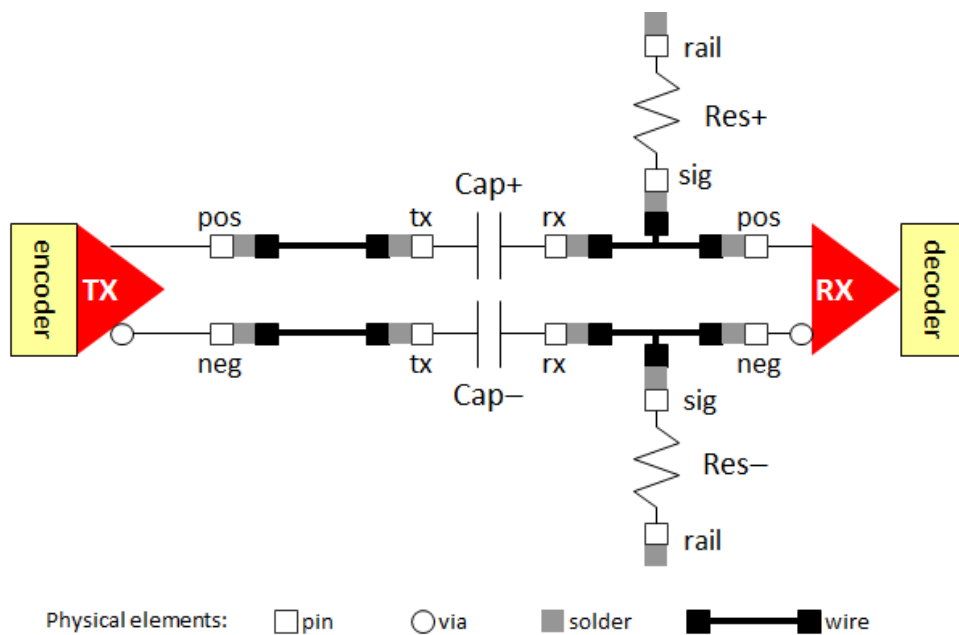 rail
Res+
Cap+
sig
pos
tx
rx
pos
encoder
TX
RX
decoder
neg
tx
rx
neg
Cap–
sig
Res–
rail
Physical elements:
pin
via
solder
wire